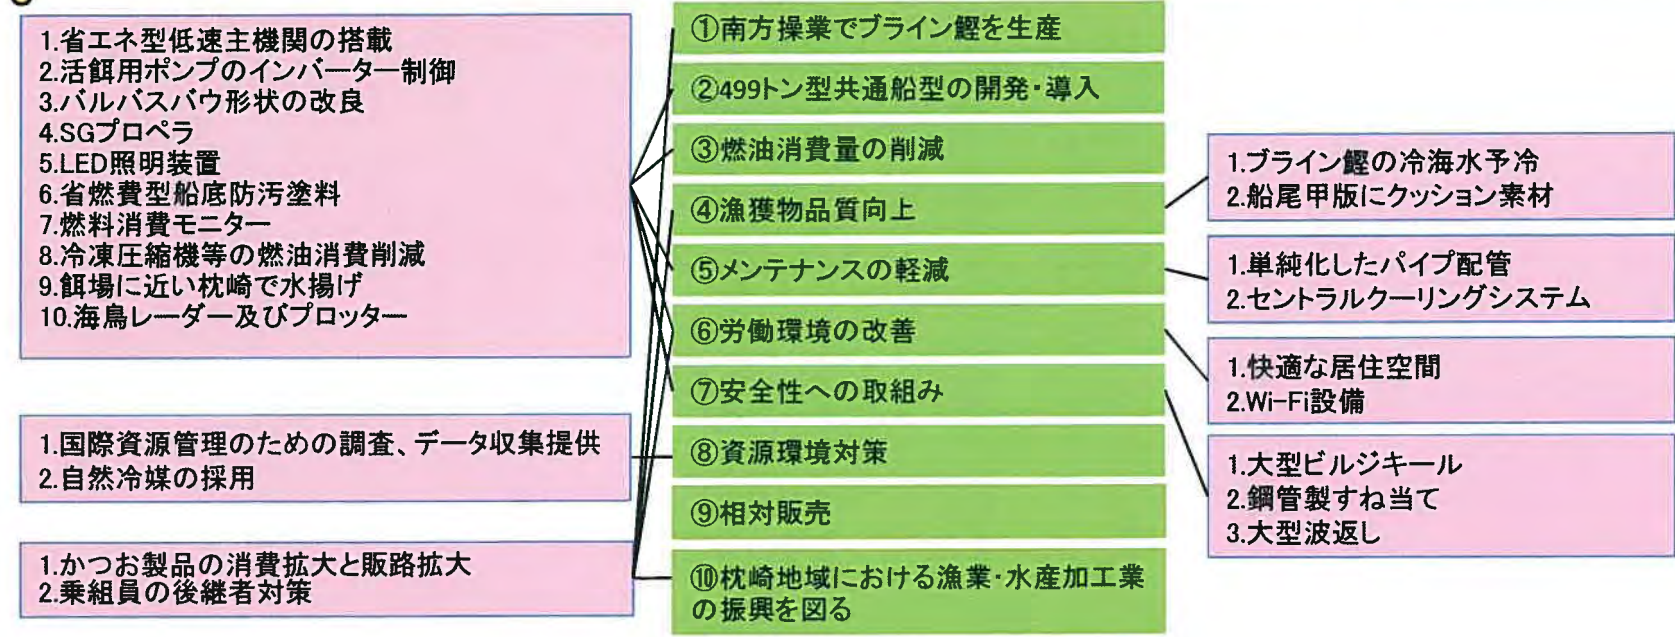 1.省エネ型低速主機関の搭載
2.活餌用ポンプのインバーター制御
3.バルバスバウ形状の改良
4.SGプロペラ
5.LED照明装置
6.省燃費型船底防汚塗料
7.燃料消費モニター
8.冷凍圧縮機等の燃油消費削減
9.餌場に近い枕崎で水揚げ
10.海鳥レーダー及びプロッター
1.国際資源管理のための調査、データ収集提供
2.自然冷媒の採用
1.かつお製品の消費拡大と販路拡大
2.乗組員の後継者対策
①南方操業でブライン鰹を生産
②499トン型共通船型の開発・導入
③燃油消費量の削減
④漁獲物品質向上
⑤メンテナンスの軽減
⑥労働環境の改善
⑦安全性への取組み
⑧資源環境対策
⑨相対販売
⑩枕崎地域における漁業・水産加工業
の振興を図る
1.ブライン鰹の冷海水予冷
2.船尾甲版にクッション素材
1.単純化したパイプ配管
2.セントラルクーリングシステム
1.快適な居住空間
2.Wi-Fi設備
1.大型ビルジキール
2.鋼管製すね当て
3.大型波返し